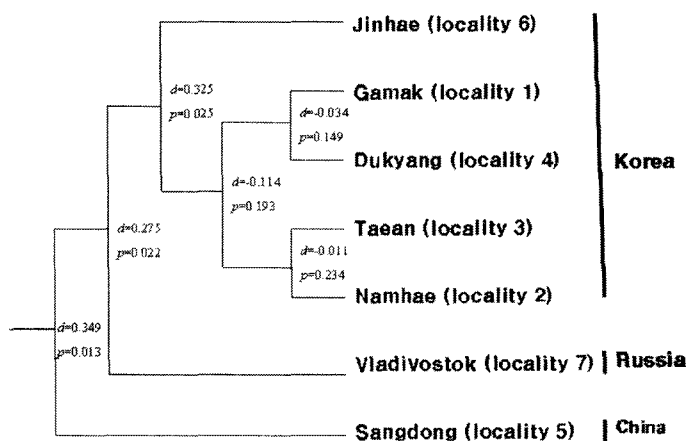 Jinhae (locality 6)
d=0.325
p=0.025
Gamak (locality 1)
d=-0.034
p=0.149
Dukyang (locality 4)
Korea
d=-0.114
p=0.193
d=0.275
p=0.022
Taean (locality 3)
d=-0.011
p=0.234
Namhae (locality 2)
d=0.349
p=0.013
Vladivostok (locality 7)
Russia
Sangdong (locality 5)
China